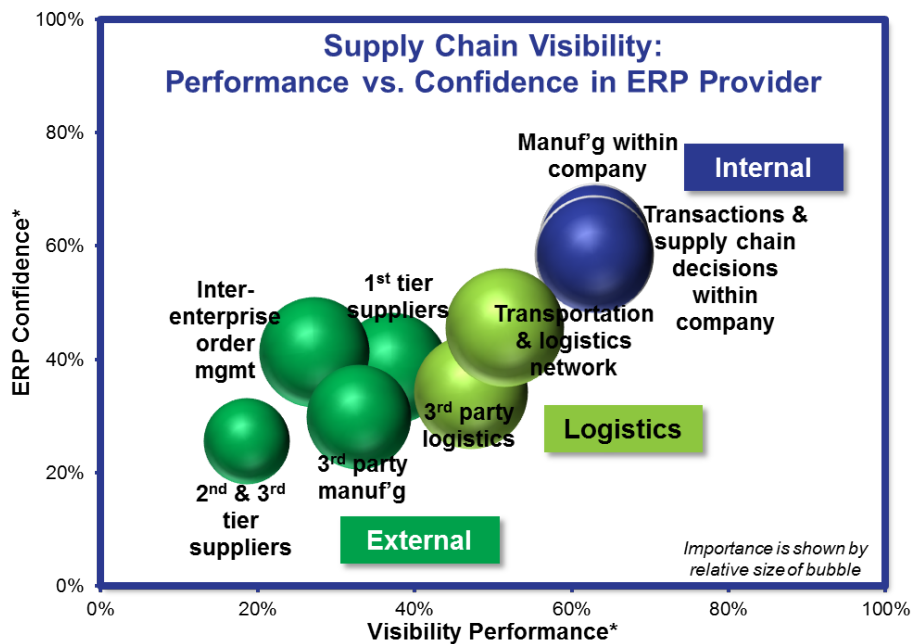 Supply Chain Visibility:
Performance vs. Confidence in ERP Provider
100%
80%
60%
40%
20%
0%
ERP Confidence*
Manuf'g within
company
Internal
Transactions &
supply chain
decisions
within
company
1st tier
suppliers
Inter-
enterprise
order
mgmt
Transportation
& logistics
network
3rd party
logistics
Logistics
3rd party
manuf'g
2nd & 3rd
tier
suppliers
External
Importance is shown by
relative size of bubble
0%
20%
40%
60%
80%
100%
Visibility Performance*